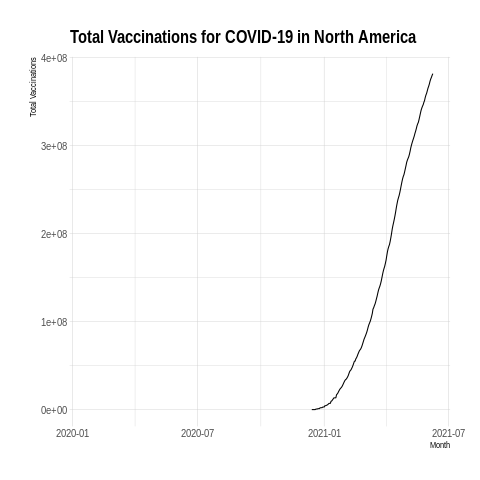 Total Vaccinations for COVID-19 in North America
Total Vaccinations
4e+08
3e+08
2e+08
1e+08
0e+00
2020-01 2020-07 2021-01 2021-07
Month